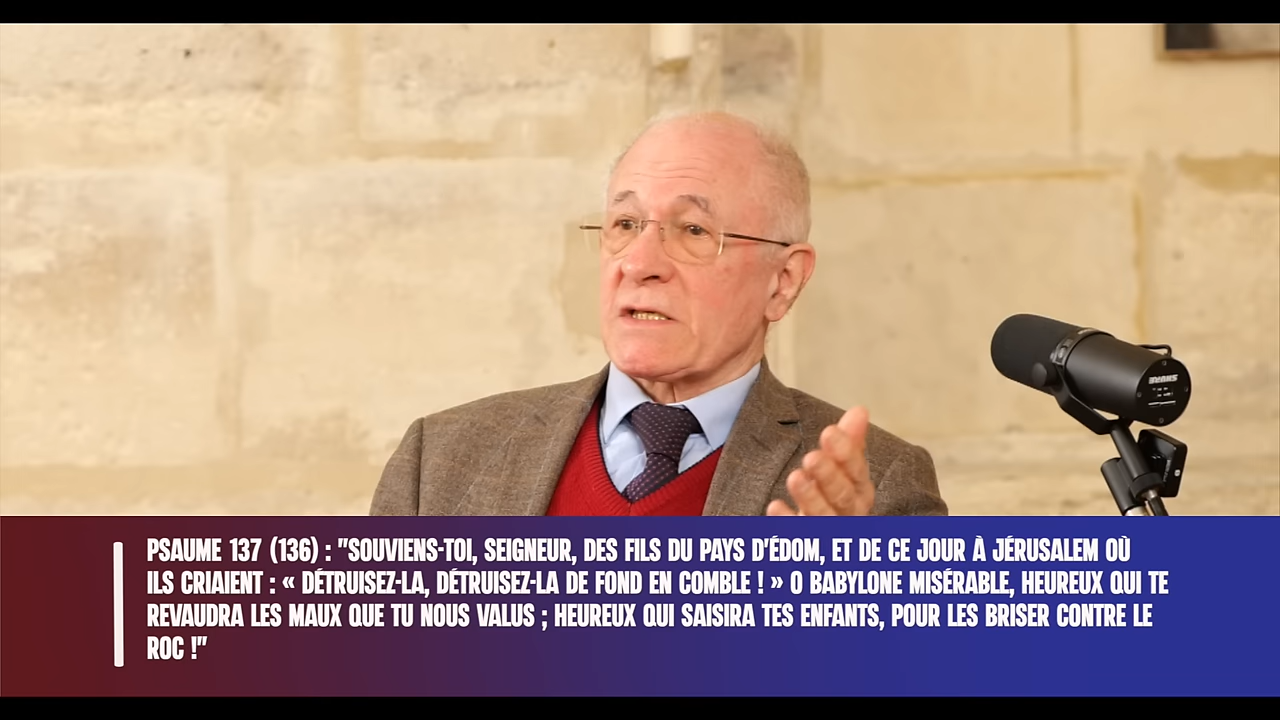 SHURE
PSAUME 137 (136) : "SOUVIENS-TOI, SEIGNEUR, DES FILS DU PAYS D'ÉDOM, ET DE CE JOUR À JÉRUSALEM OÙ
ILS CRIAIENT : « DÉTRUISEZ-LA, DÉTRUISEZ-LA DE FOND EN COMBLE ! » O BABYLONE MISÉRABLE, HEUREUX QUI TE
REVAUDRA LES MAUX QUE TU NOUS VALUS ; HEUREUX QUI SAISIRA TES ENFANTS, POUR LES BRISER CONTRE LE
ROC !"